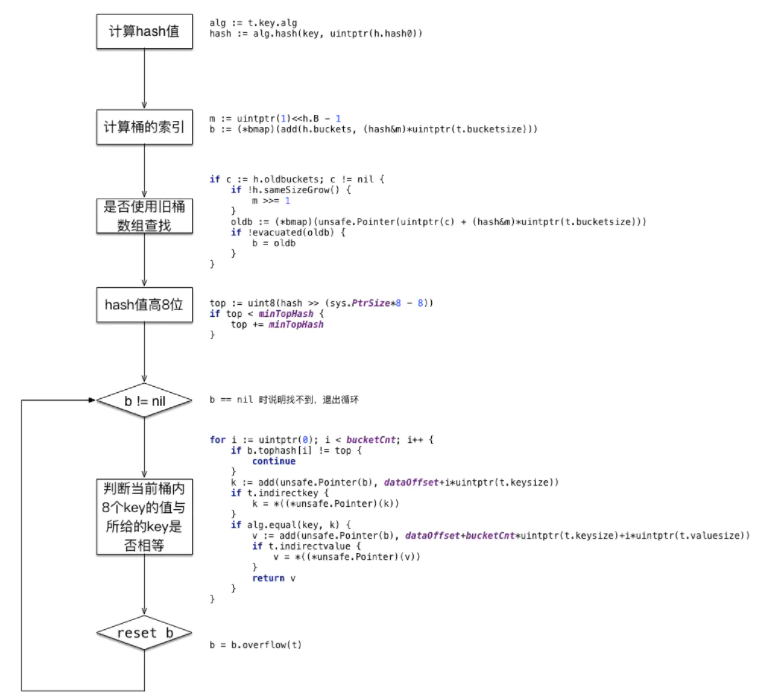 计算hash值
alg := t.key.alg
hash := alg.hash(key, uintptr(h.hash0))
计算桶的索引
m := uintptr(1)<<h.B - 1
b := (*bmap)(add(h.buckets, (hash&m)*uintptr(t.bucketsize)))
是否使用旧桶
数组查找
if c := h.oldbuckets; c != nil {
if !h.sameSizeGrow() {
m >>= 1
}
oldb := (*bmap)(unsafe.Pointer(uintptr(c) + (hash&m)*uintptr(t.bucketsize)))
if !evacuated(oldb) {
b = oldb
}
}
hash值高8位
top := uint8(hash >> (sys.PtrSize*8 - 8))
if top < minTopHash {
top += minTopHash
}
b != nil
b == nil 时说明找不到, 退出循环
判断当前桶内
8个key的值与
所给的key是
否相等
for i := uintptr(0); i < bucketCnt; i++ {
if b.tophash[i] != top {
continue
}
k := add(unsafe.Pointer(b), dataOffset+i*uintptr(t.keysize))
if t.indirectkey {
k = *((*unsafe.Pointer)(k))
}
if alg.equal(key, k) {
v := add(unsafe.Pointer(b), dataOffset+bucketCnt*uintptr(t.keysize)+i*uintptr(t.valuesize))
if t.indirectvalue {
v = *((*unsafe.Pointer)(v))
}
return v
}
}
reset b
b = b.overflow(t)